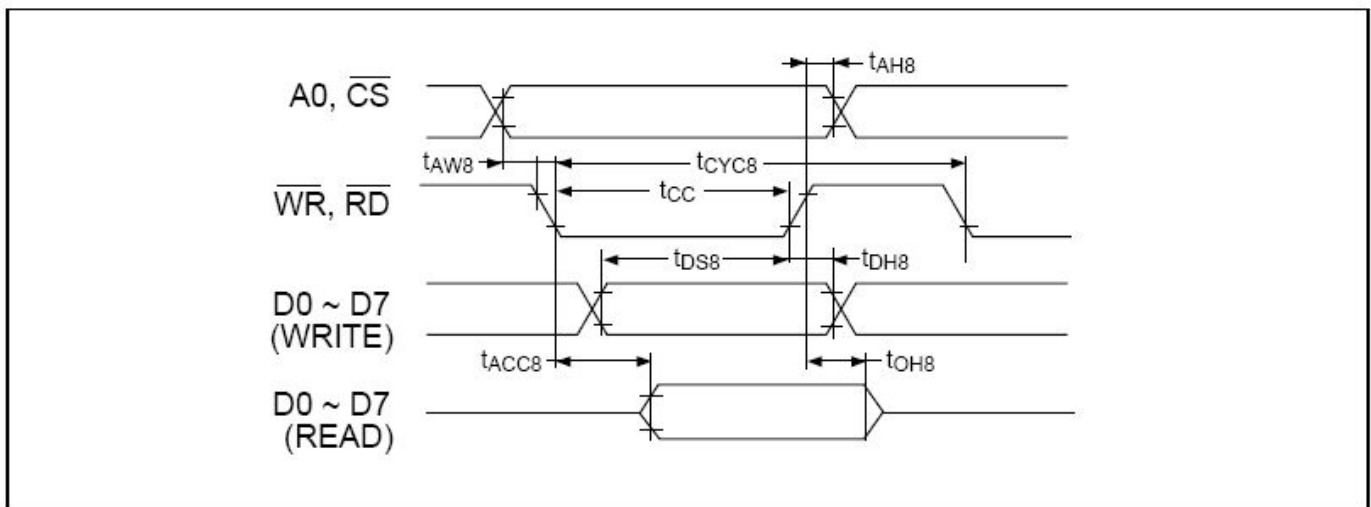 tAH8
A0, CS
tAW8
tCYC8
WR, RD
tCC
tDS8
tDH8
D0 ~ D7
(WRITE)
tACC8
tOH8
D0 ~ D7
(READ)